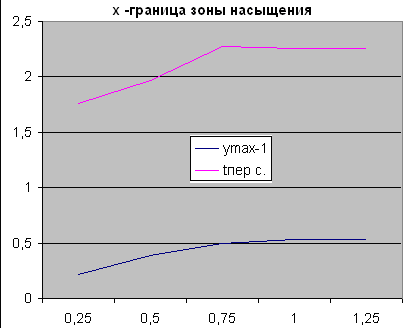 x -граница зоны насыщения
2,5
2
1,5
1
0,5
0
ymax-1
tпер с.
0,25 0,5 0,75 1 1,25